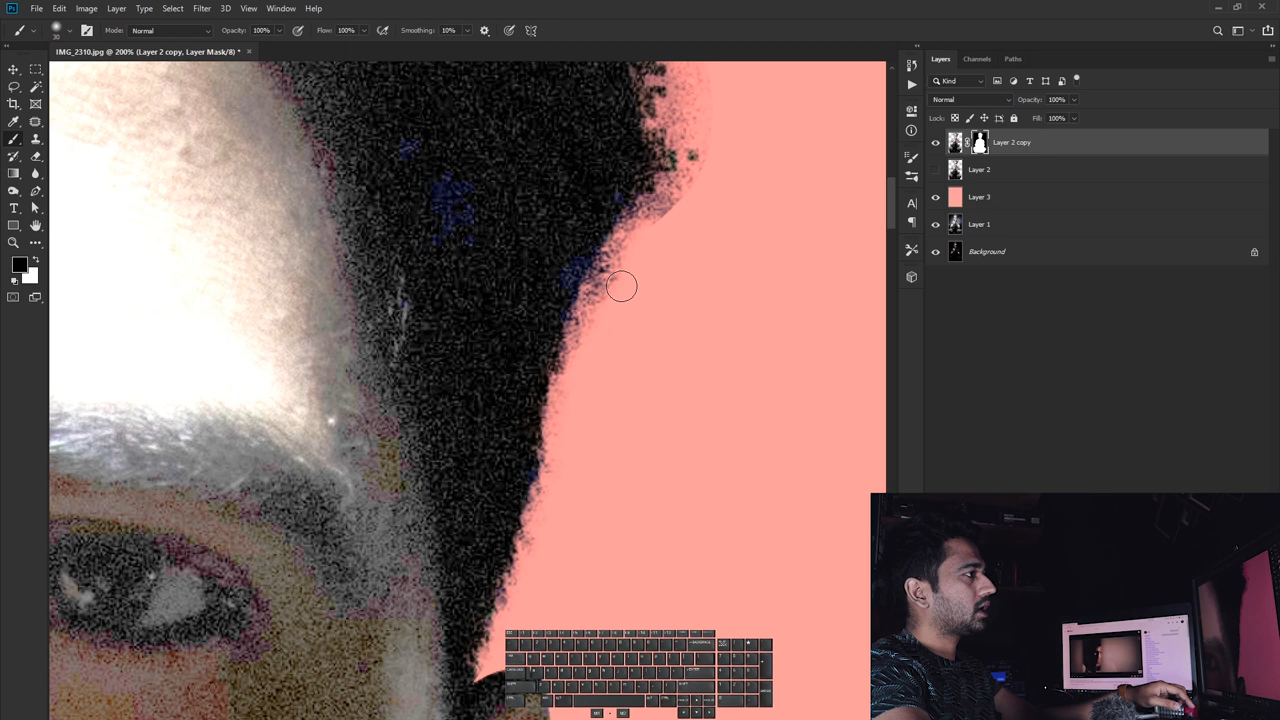 Ps File Edit Image Layer Type Select Filter 3D View Window Help
30 Mode: Normal Opacity: 100% Flow: 100% Smoothing: 10%
IMG_2310.jpg @ 200% (Layer 2 copy, Layer Mask/8) *
Layers Channels Paths
Kind
Normal Opacity: 100%
Lock: Fill: 100%
Layer 2 copy
Layer 2
Layer 3
Layer 1
Background